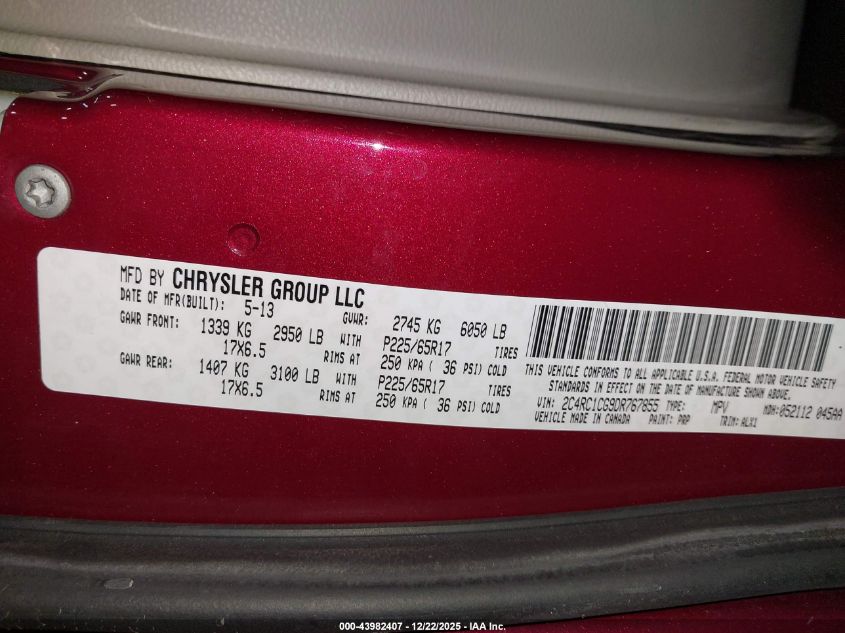 MFD BY CHRYSLER GROUP LLC
DATE OF MFR(BUILT): 5-13 GVWR: 2745 KG 6050 LB
GAWR FRONT: 1339 KG 2950 LB WITH P225/65R17 TIRES
17X6.5 RIMS AT 250 KPA ( 36 PSI) COLD
GAWR REAR: 1407 KG 3100 LB WITH P225/65R17 TIRES
17X6.5 RIMS AT 250 KPA ( 36 PSI) COLD
THIS VEHICLE CONFORMS TO ALL APPLICABLE U.S.A. FEDERAL MOTOR VEHICLE SAFETY
STANDARDS IN EFFECT ON THE DATE OF MANUFACTURE SHOWN ABOVE.
VIN: 2C4RC1CG9DR767855 TYPE: MPV MDH: 052112 045AA
VEHICLE MADE IN CANADA PAINT: PRP TRIM: ALX1
000-43982407 - 12/22/2025 - IAA Inc.